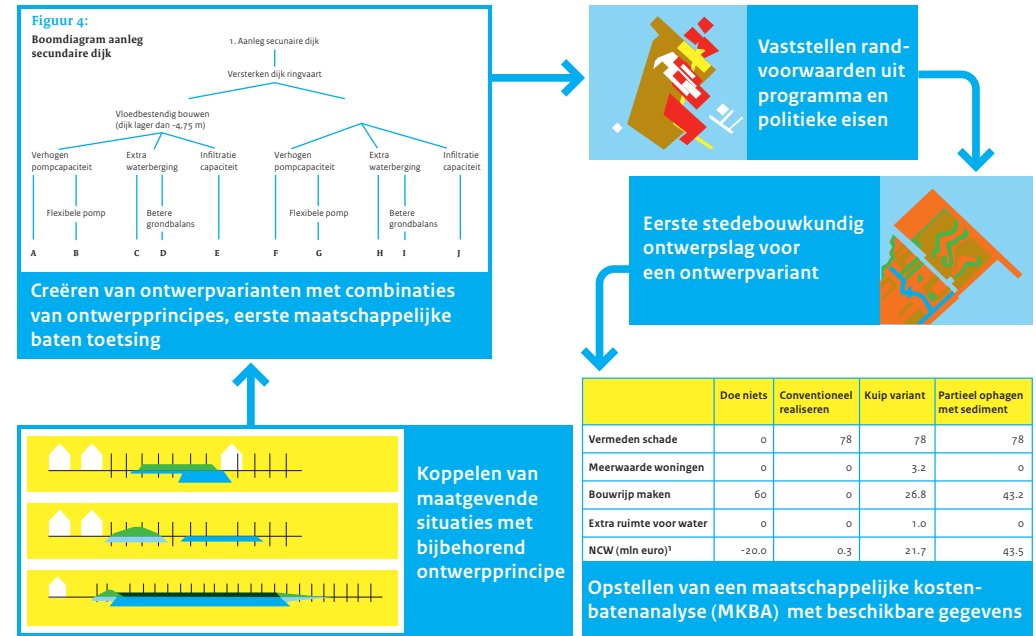 Figuur 4:
Boomdiagram aanleg
secundaire dijk
1. Aanleg secunaire dijk
Versterken dijk ringvaart
Vloedbestendig bouwen
(dijk lager dan -4,75 m)
Verhogen
pompcapaciteit
Extra
waterberging
Infiltratie
capaciteit
Verhogen
pompcapaciteit
Extra
waterberging
Infiltratie
capaciteit
Flexibele pomp
Betere
grondbalans
Flexibele pomp
Betere
grondbalans
A B C D E F G H I J
Creëren van ontwerpvarianten met combinaties
van ontwerpprincipes, eerste maatschappelijke
baten toetsing
Vaststellen rand-
voorwaarden uit
programma en
politieke eisen
Eerste stedebouwkundig
ontwerpslag voor
een ontwerpvariant
Koppelen van
maatgevende
situaties met
bijbehorend
ontwerpprincipe
Doe niets Conventioneel realiseren Kuip variant Partieel ophagen met sediment
Vermeden schade 0 78 78 78
Meerwaarde woningen 0 0 3.2 0
Bouwrijp maken 60 0 26.8 43.2
Extra ruimte voor water 0 0 1.0 0
NCW (mln euro)¹ -20.0 0.3 21.7 43.5
Opstellen van een maatschappelijke kosten-
batenanalyse (MKBA) met beschikbare gegevens